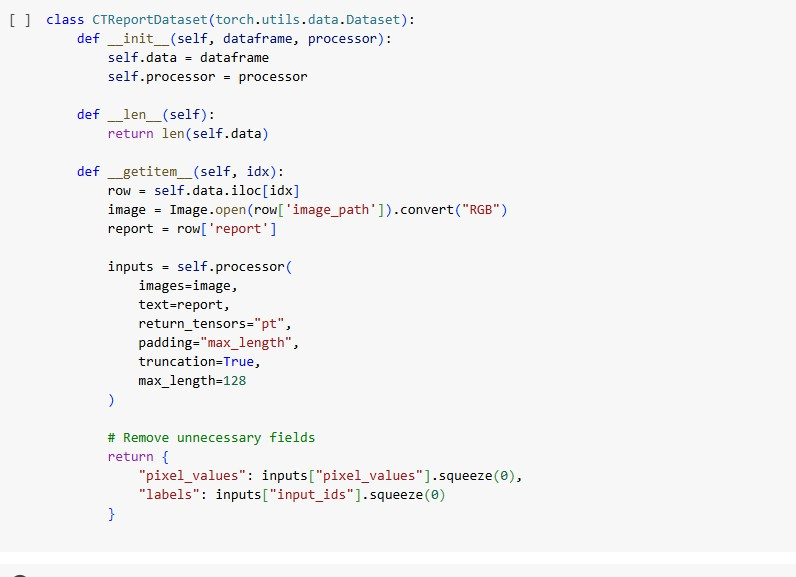 [ ] class CTReportDataset(torch.utils.data.Dataset):
    def __init__(self, dataframe, processor):
        self.data = dataframe
        self.processor = processor

    def __len__(self):
        return len(self.data)

    def __getitem__(self, idx):
        row = self.data.iloc[idx]
        image = Image.open(row['image_path']).convert("RGB")
        report = row['report']

        inputs = self.processor(
            images=image,
            text=report,
            return_tensors="pt",
            padding="max_length",
            truncation=True,
            max_length=128
        )

        # Remove unnecessary fields
        return {
            "pixel_values": inputs["pixel_values"].squeeze(0),
            "labels": inputs["input_ids"].squeeze(0)
        }